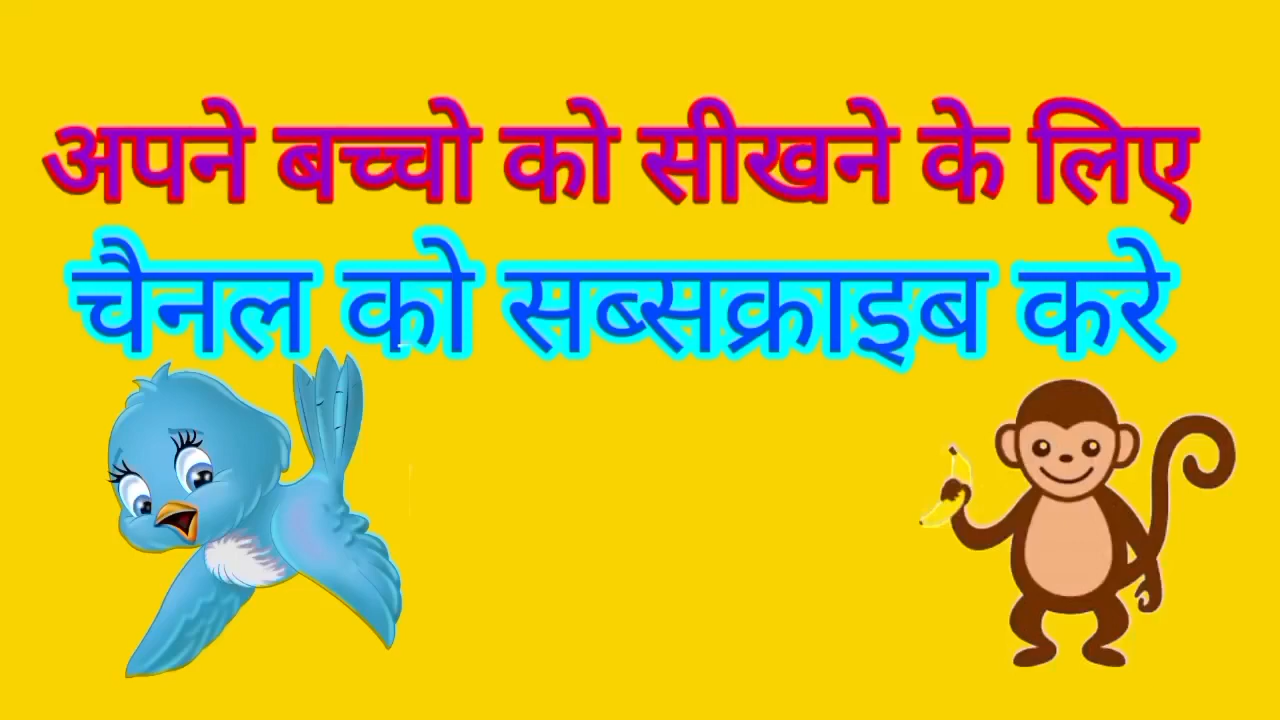 अपने बच्चो को सीखने के लिए
चैनल को सब्सक्राइब करे